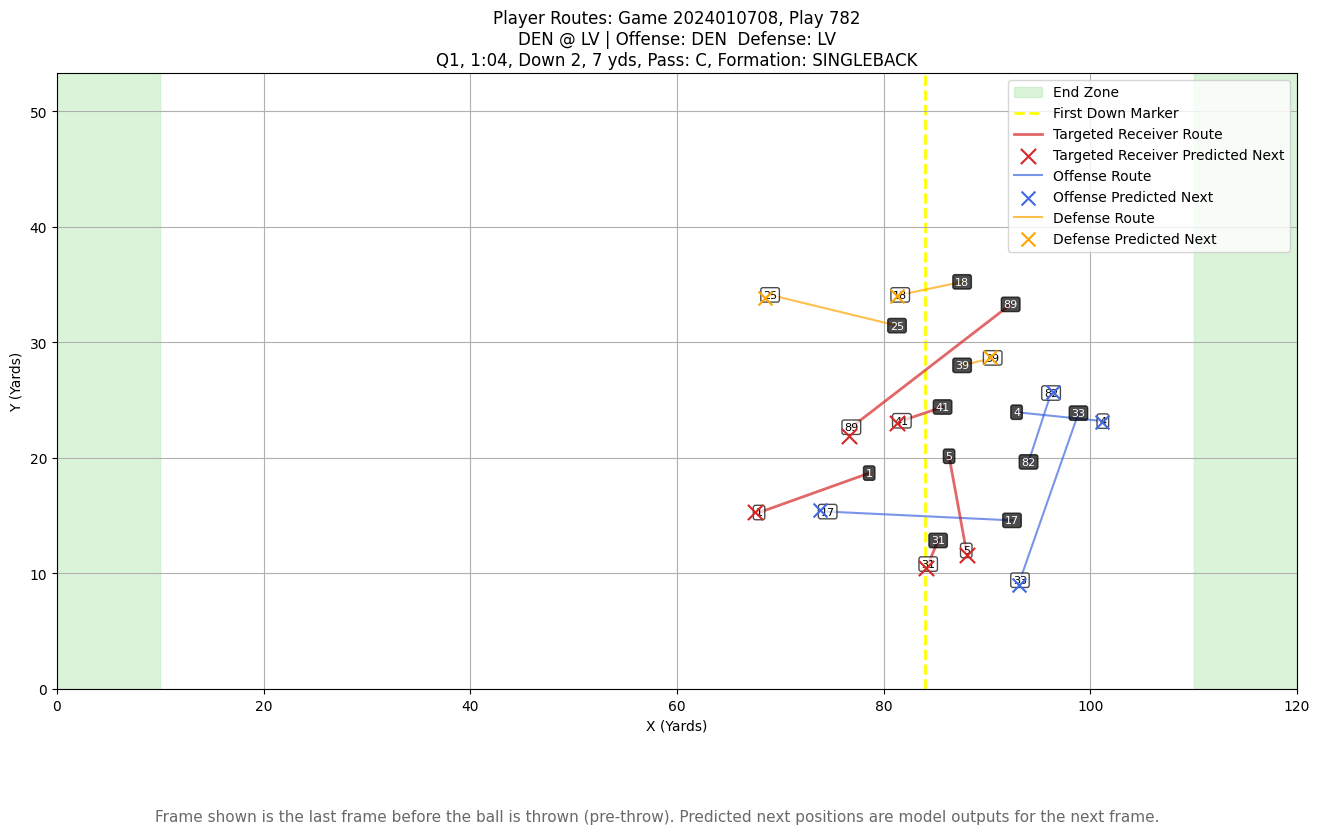 Player Routes: Game 2024010708, Play 782
DEN @ LV | Offense: DEN  Defense: LV
Q1, 1:04, Down 2, 7 yds, Pass: C, Formation: SINGLEBACK
End Zone
First Down Marker
Targeted Receiver Route
Targeted Receiver Predicted Next
Offense Route
Offense Predicted Next
Defense Route
Defense Predicted Next
Y (Yards)
50
40
30
20
10
0
25
18
18
89
25
39
39
82
89
41
41
4
33
4
5
82
1
1
17
17
31
5
31
33
0
20
40
60
80
100
120
X (Yards)
Frame shown is the last frame before the ball is thrown (pre-throw). Predicted next positions are model outputs for the next frame.